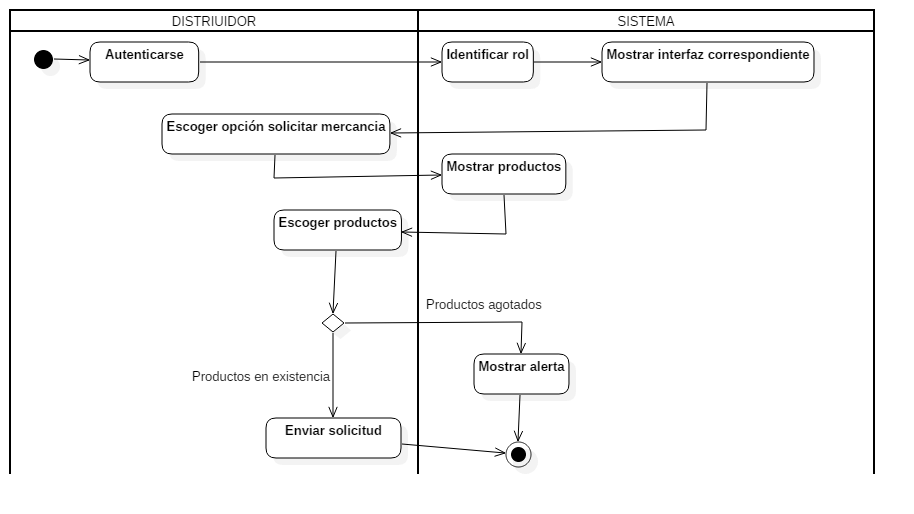 DISTRIUIDOR
SISTEMA
Autenticarse
Identificar rol
Mostrar interfaz correspondiente
Escoger opción solicitar mercancia
Mostrar productos
Escoger productos
Productos agotados
Mostrar alerta
Productos en existencia
Enviar solicitud